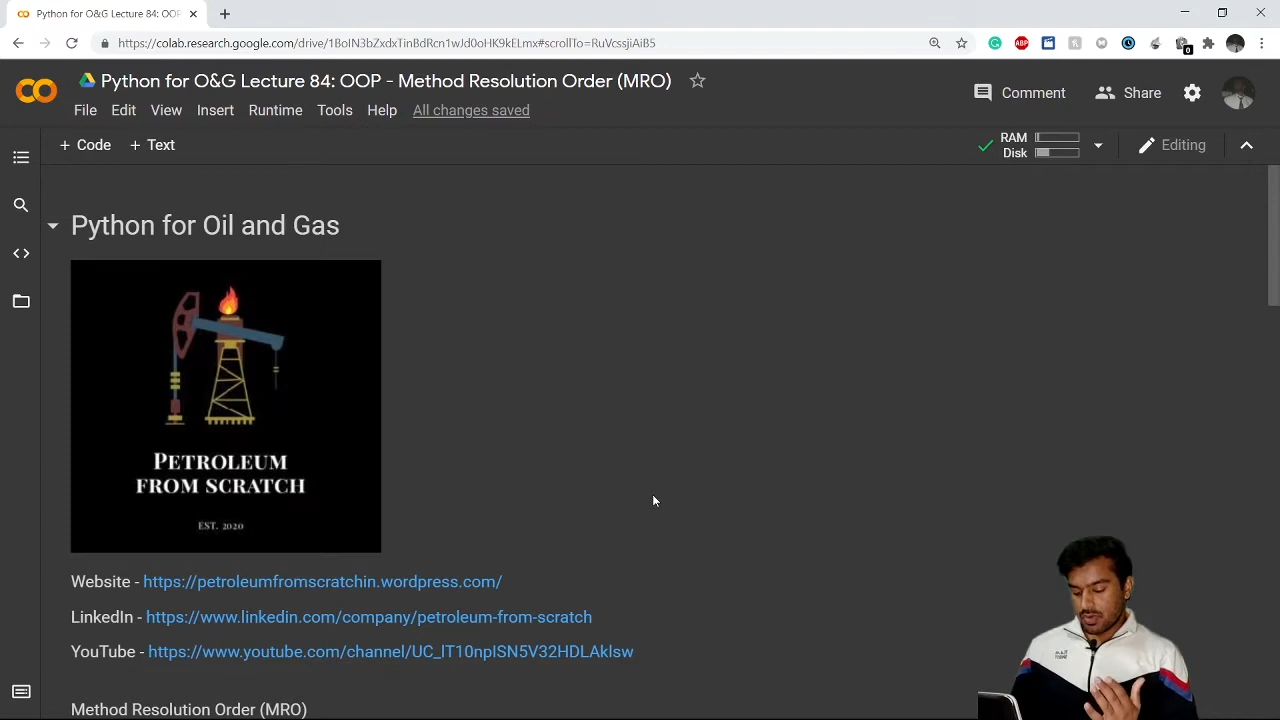 Python for O&G Lecture 84: OOP
https://colab.research.google.com/drive/1BdN3bZxdxTinBdRcn1wJd0csIK9kELmx#scrollTo=RuVcssjiAiB5
Python for O&G Lecture 84: OOP - Method Resolution Order (MRO)
File Edit View Insert Runtime Tools Help All changes saved
Comment Share
+ Code + Text
RAM
Disk
Editing
Python for Oil and Gas
PETROLEUM
FROM SCRATCH
EST. 2020
Website - https://petroleumfromscratchin.wordpress.com/
LinkedIn - https://www.linkedin.com/company/petroleum-from-scratch
YouTube - https://www.youtube.com/channel/UC_lT10npISN5V32HDLAklsw
Method Resolution Order (MRO)